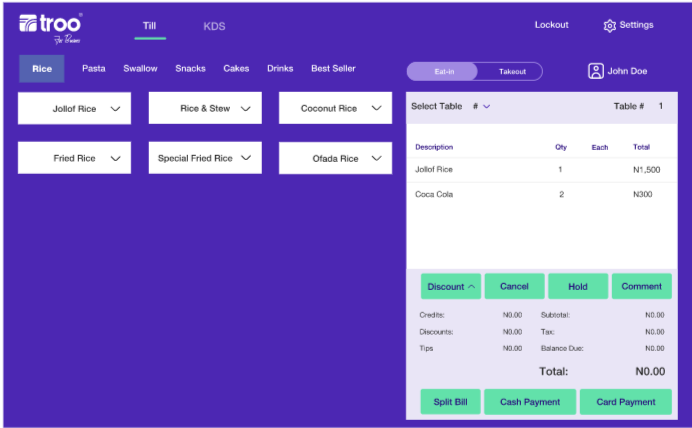 troo
For Business
Till KDS Lockout Settings
Rice Pasta Swallow Snacks Cakes Drinks Best Seller
Eat-in Takeout John Doe
Jollof Rice Rice & Stew Coconut Rice
Fried Rice Special Fried Rice Ofada Rice
Select Table # Table # 1
Description Qty Each Total
Jollof Rice 1 N1,500
Coca Cola 2 N300
Discount Cancel Hold Comment
Credits: N0.00 Subtotal: N0.00
Discounts: N0.00 Tax: N0.00
Tips N0.00 Balance Due: N0.00
Total: N0.00
Split Bill Cash Payment Card Payment